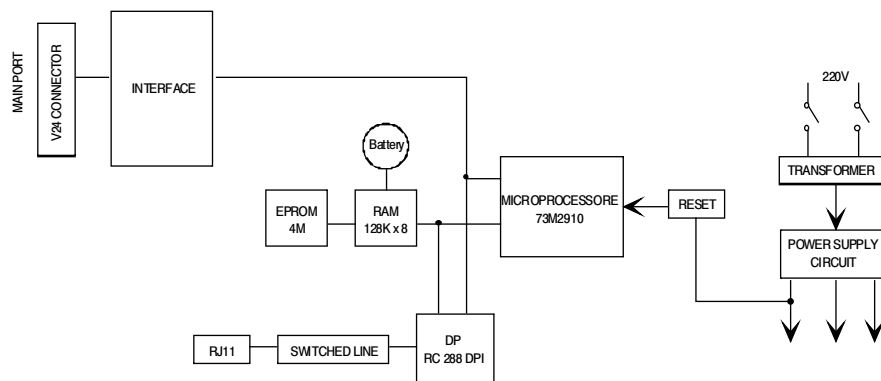 MAIN PORT
V24 CONNECTOR
INTERFACE
220V
Battery
TRANSFORMER
EPROM
4M
RAM
128K x 8
MICROPROCESSORE
73M2910
RESET
POWER SUPPLY
CIRCUIT
RJ11
SWITCHED LINE
DP
RC 288 DPI